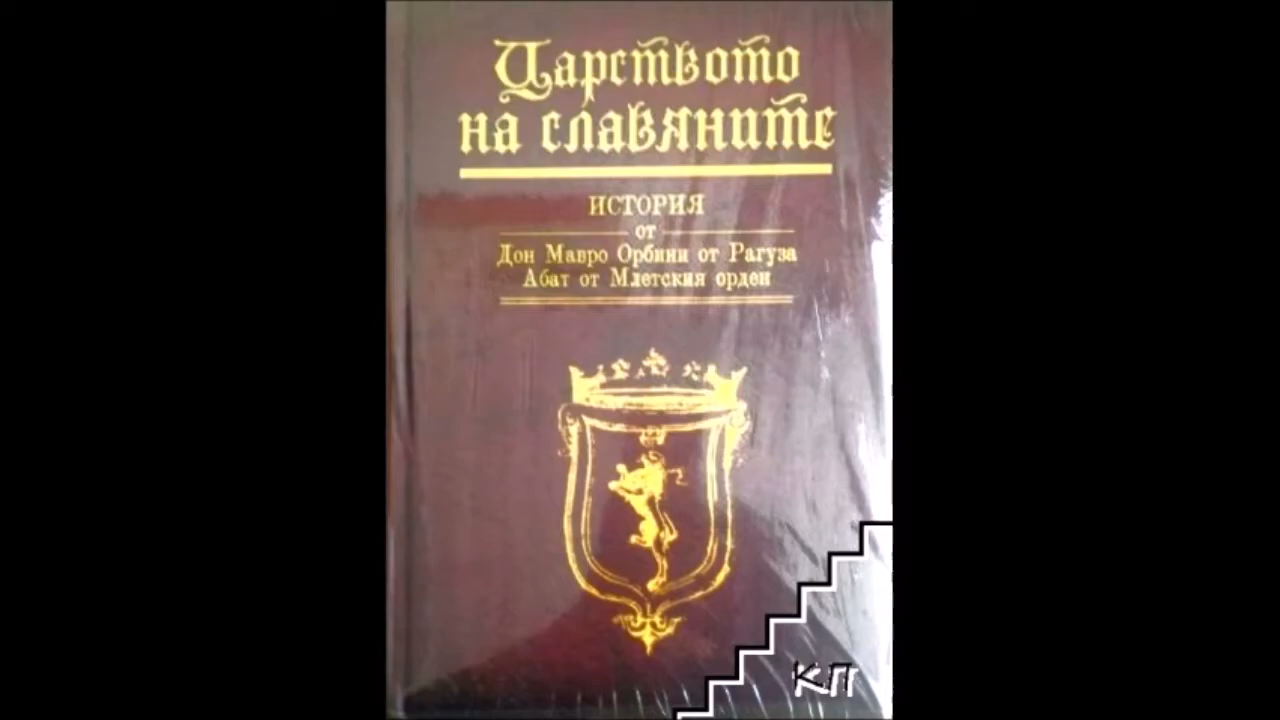 Царството
на славяните
ИСТОРИЯ
от
Дон Мавро Орбини от Рагуза
Абат от Млетския орден
КП